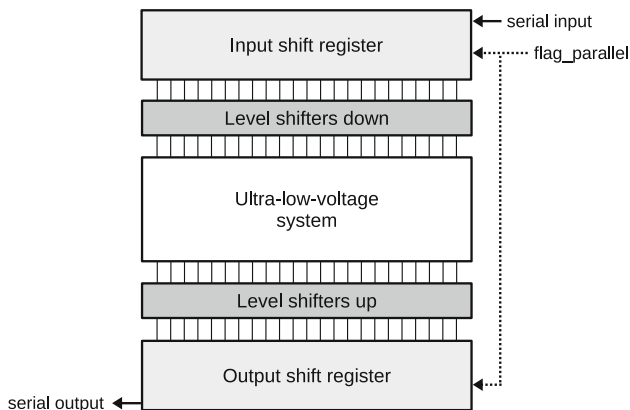 serial input
Input shift register
flag_parallel
Level shifters down
Ultra-low-voltage
system
Level shifters up
Output shift register
serial output